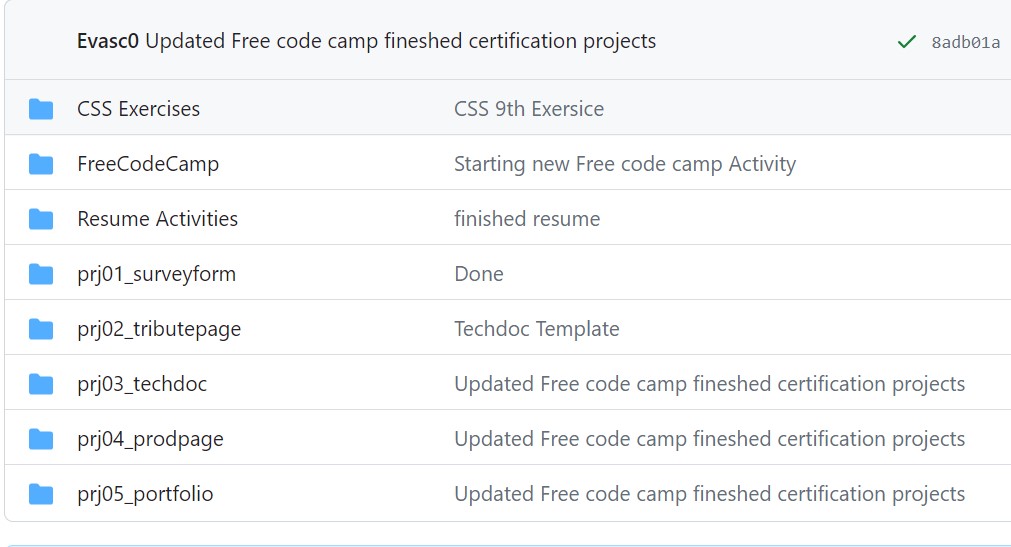 Evasc0 Updated Free code camp fineshed certification projects 8adb01a
CSS Exercises CSS 9th Exersice
FreeCodeCamp Starting new Free code camp Activity
Resume Activities finished resume
prj01_surveyform Done
prj02_tributepage Techdoc Template
prj03_techdoc Updated Free code camp fineshed certification projects
prj04_prodpage Updated Free code camp fineshed certification projects
prj05_portfolio Updated Free code camp fineshed certification projects